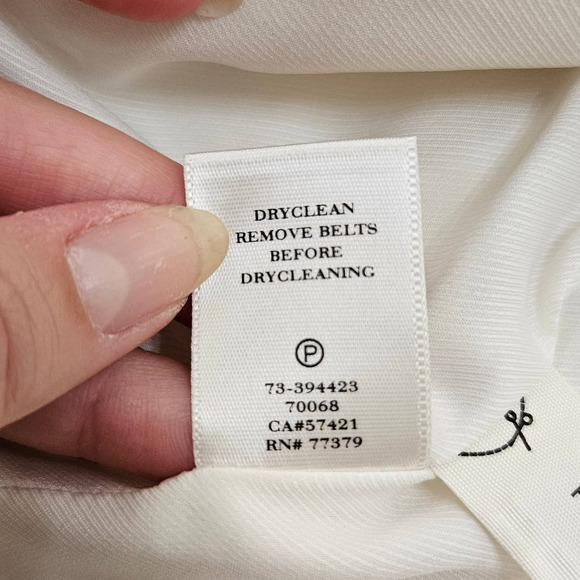 DRYCLEAN
REMOVE BELTS
BEFORE
DRYCLEANING
P
73-394423
70068
CA#57421
RN# 77379